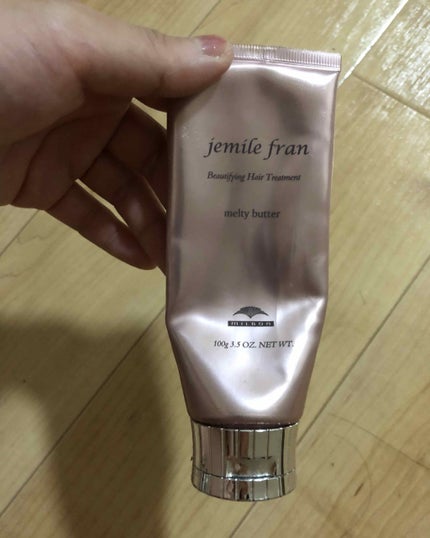 jemile fran
Beautifying Hair Treatment
melty butter
MILBON
100g 3.5 OZ. NET WT.